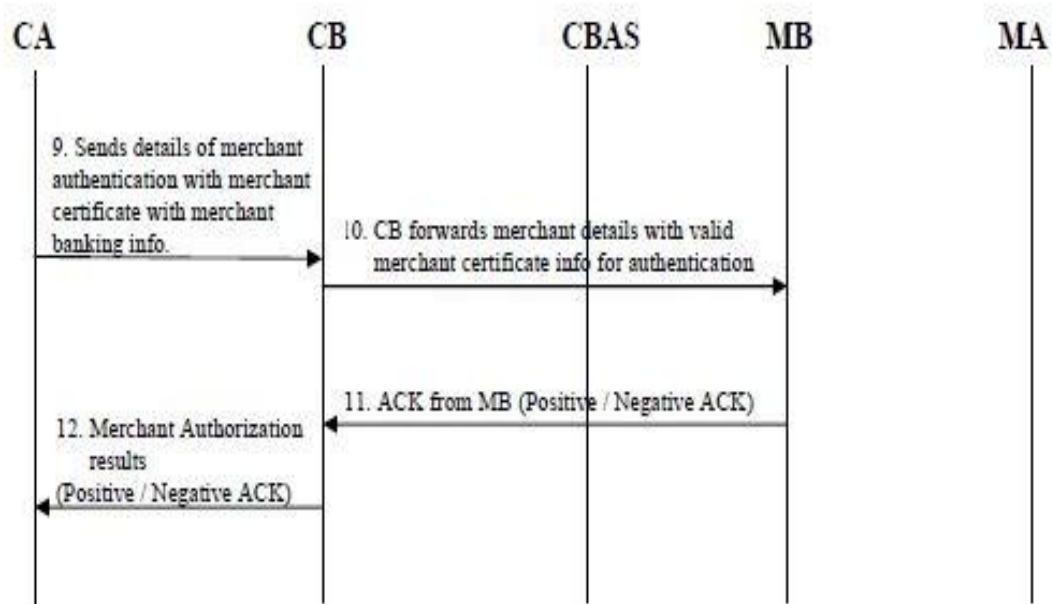 CA CB CBAS MB MA
9. Sends details of merchant
authentication with merchant
certificate with merchant
banking info.
10. CB forwards merchant details with valid
merchant certificate info for authentication
11. ACK from MB (Positive / Negative ACK)
12. Merchant Authorization
results
(Positive / Negative ACK)